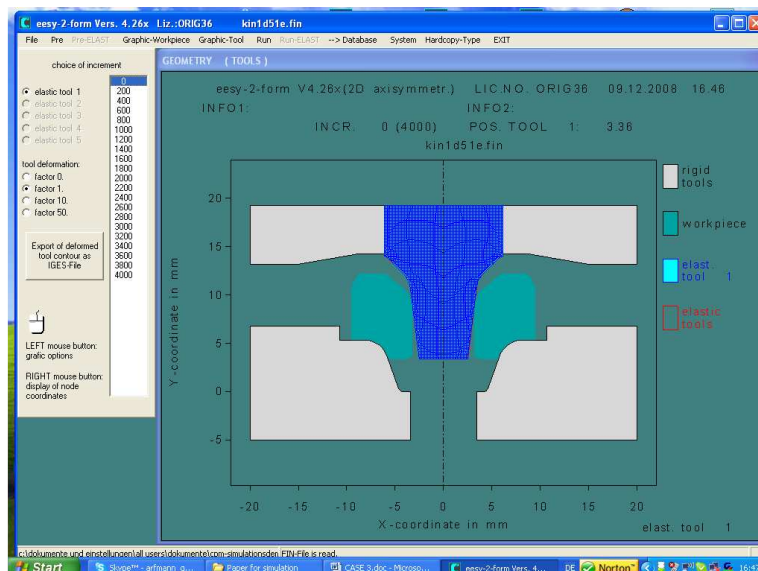 eesy-2-form Vers. 4.26x Liz.:ORIG36 kin1d51e.fin
File Pre Pre-ELAST Graphic-Workpiece Graphic-Tool Run Run-ELAST --> Database System Hardcopy-Type EXIT
choice of increment
elastic tool 1
elastic tool 2
elastic tool 3
elastic tool 4
elastic tool 5
tool deformation:
factor 0.
factor 1.
factor 10.
factor 50.
Export of deformed
tool contour as
IGES-File
LEFT mouse button:
grafic options
RIGHT mouse button:
display of node
coordinates
0
200
400
600
800
1000
1200
1400
1600
1800
2000
2200
2400
2600
2800
3000
3200
3400
3600
3800
4000
GEOMETRY ( TOOLS )
eesy-2-form V4.26x(2D axisymmetr.) LIC.NO. ORIG36 09.12.2008 16.46
INFO1: INFO2:
INCR. 0 (4000) POS. TOOL 1: 3.36
kin1d51e.fin
Y-coordinate in mm
20
15
10
5
0
-5
-20 -15 -10 -5 0 5 10 15 20
X-coordinate in mm
rigid
tools
workpiece
elast.
tool 1
elastic
tools
elast. tool 1
c:\dokumente und einstellungen\all users\dokumente\cpm-simulationsden FIN-File is read.
Start Skype™ - arfmann_g... Paper for simulation CASE 3.doc - Microso... eesy-2-form Vers. 4... DE Norton™ 16:47